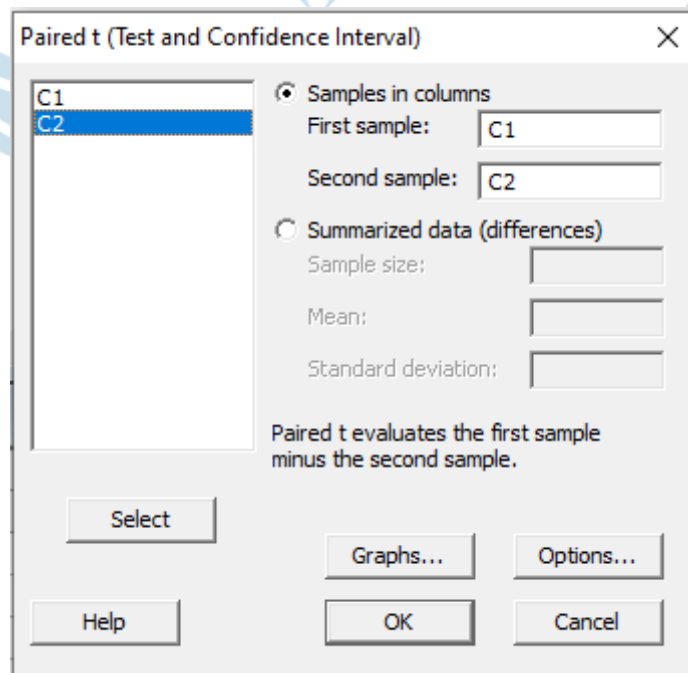 Paired t (Test and Confidence Interval)
C1
C2
Samples in columns
First sample: C1
Second sample: C2
Summarized data (differences)
Sample size:
Mean:
Standard deviation:
Paired t evaluates the first sample
minus the second sample.
Select
Graphs... Options...
Help OK Cancel